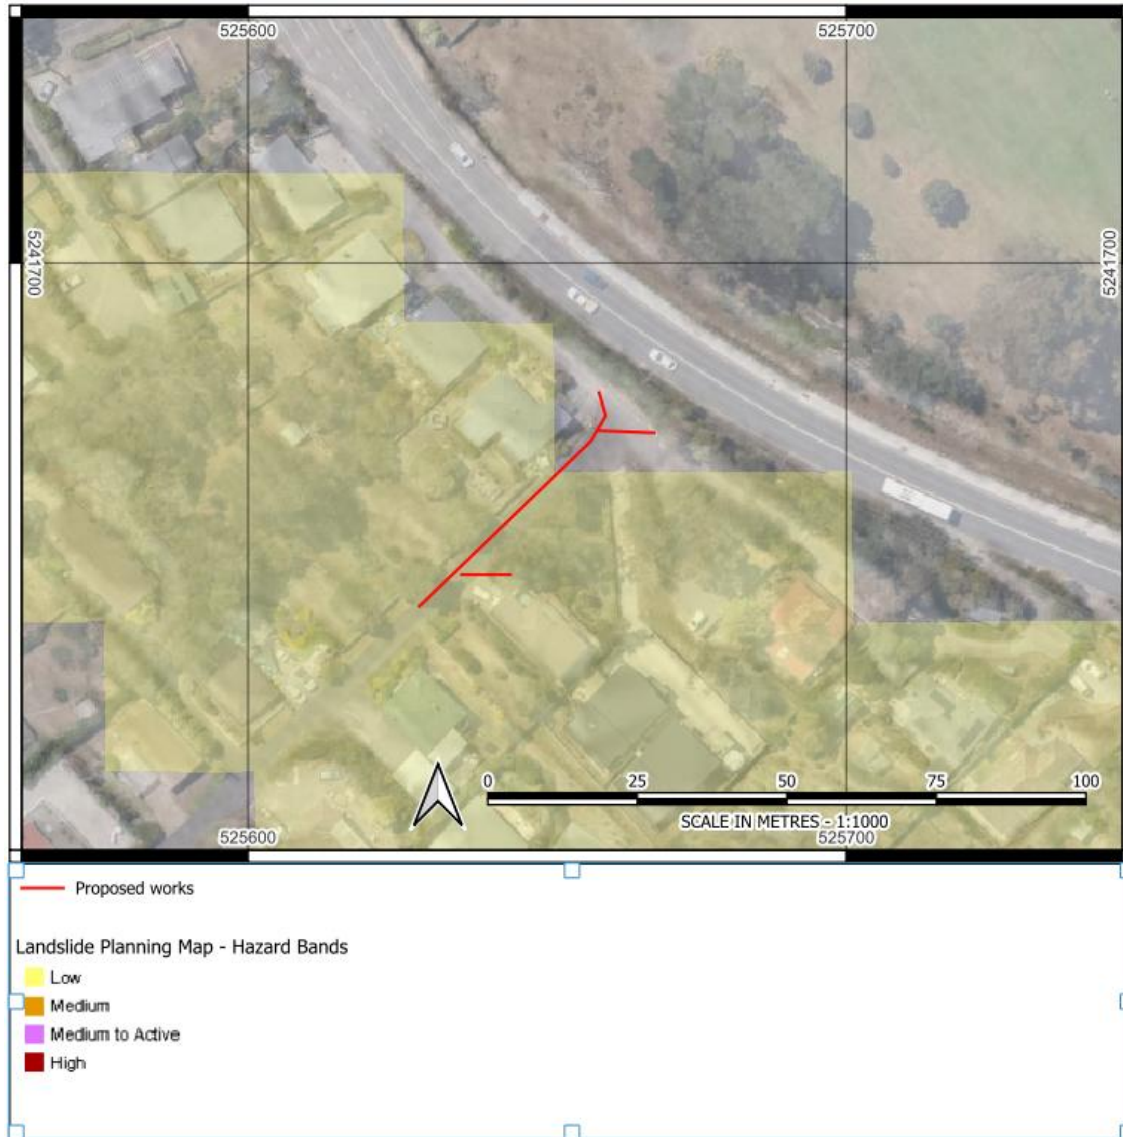 525600
525700
5241700
5241700
0
25
50
75
100
SCALE IN METRES - 1:1000
525600
525700
Proposed works
Landslide Planning Map - Hazard Bands
Low
Medium
Medium to Active
High